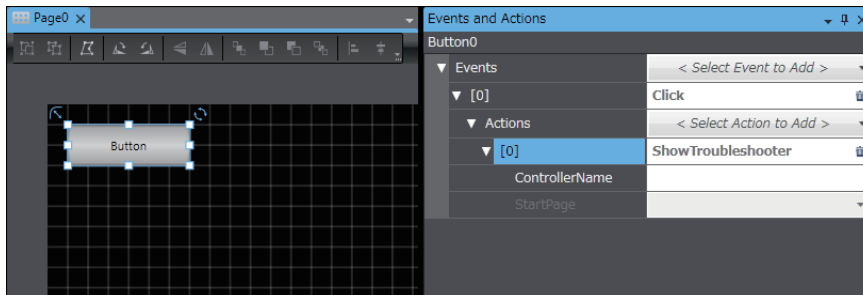 Page0
Events and Actions
Button0
Events
< Select Event to Add >
[0]
Click
Actions
< Select Action to Add >
[0]
ShowTroubleshooter
ControllerName
StartPage
Button